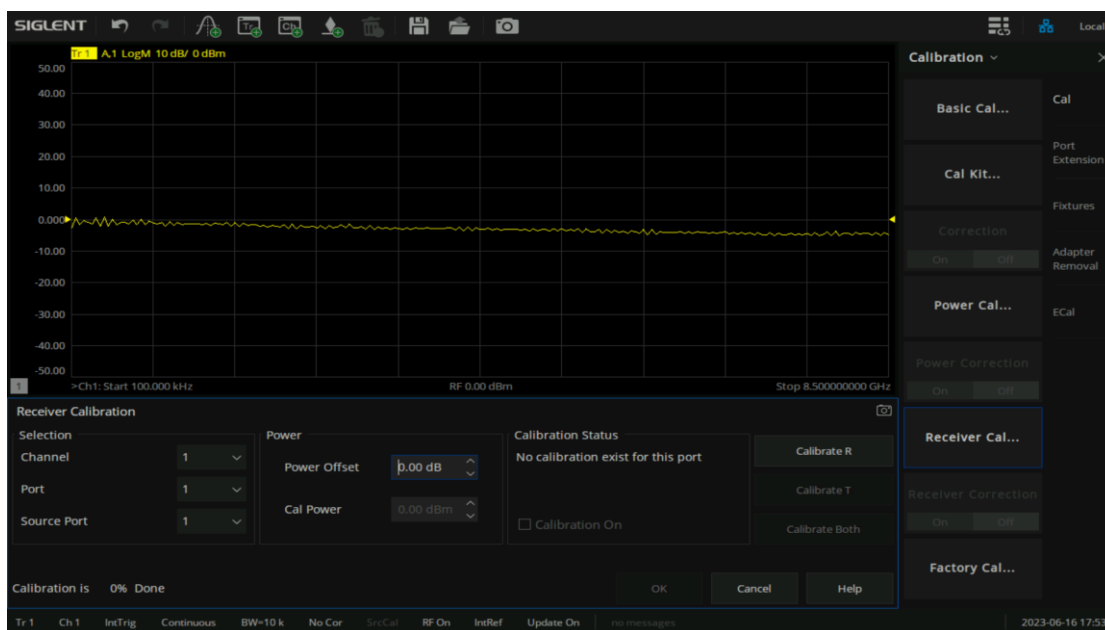 SIGLENT
Local
Tr 1 A,1 LogM 10 dB/ 0 dBm
50.00
40.00
30.00
20.00
10.00
0.000
-10.00
-20.00
-30.00
-40.00
-50.00
1
>Ch1: Start 100.000 kHz
RF 0.00 dBm
Stop 8.500000000 GHz
Calibration
Basic Cal...
Cal Kit...
Correction
On Off
Power Cal...
Power Correction
On Off
Receiver Cal...
Receiver Correction
On Off
Factory Cal...
Cal
Port
Extension
Fixtures
Adapter
Removal
ECal
Receiver Calibration
Selection
Channel 1
Port 1
Source Port 1
Power
Power Offset 0.00 dB
Cal Power 0.00 dBm
Calibration Status
No calibration exist for this port
Calibration On
Calibrate R
Calibrate T
Calibrate Both
Calibration is 0% Done
OK Cancel Help
Tr 1 Ch 1 IntTrig Continuous BW=10 k No Cor SrcCal RF On IntRef Update On no messages 2023-06-16 17:53